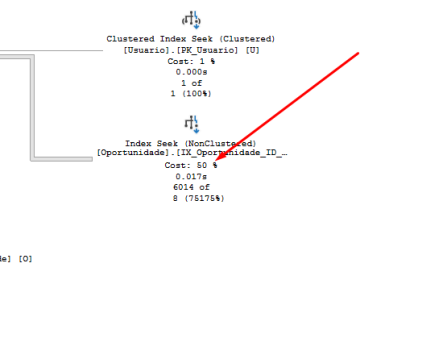 Clustered Index Seek (Clustered)
[Usuario].[PK_Usuario] [U]
Cost: 1 %
0.000s
1 of
1 (100%)
Index Seek (NonClustered)
[Oportunidade].[IX_Oportunidade_ID_…
Cost: 50 %
0.017s
6014 of
8 (75175%)
de] [O]